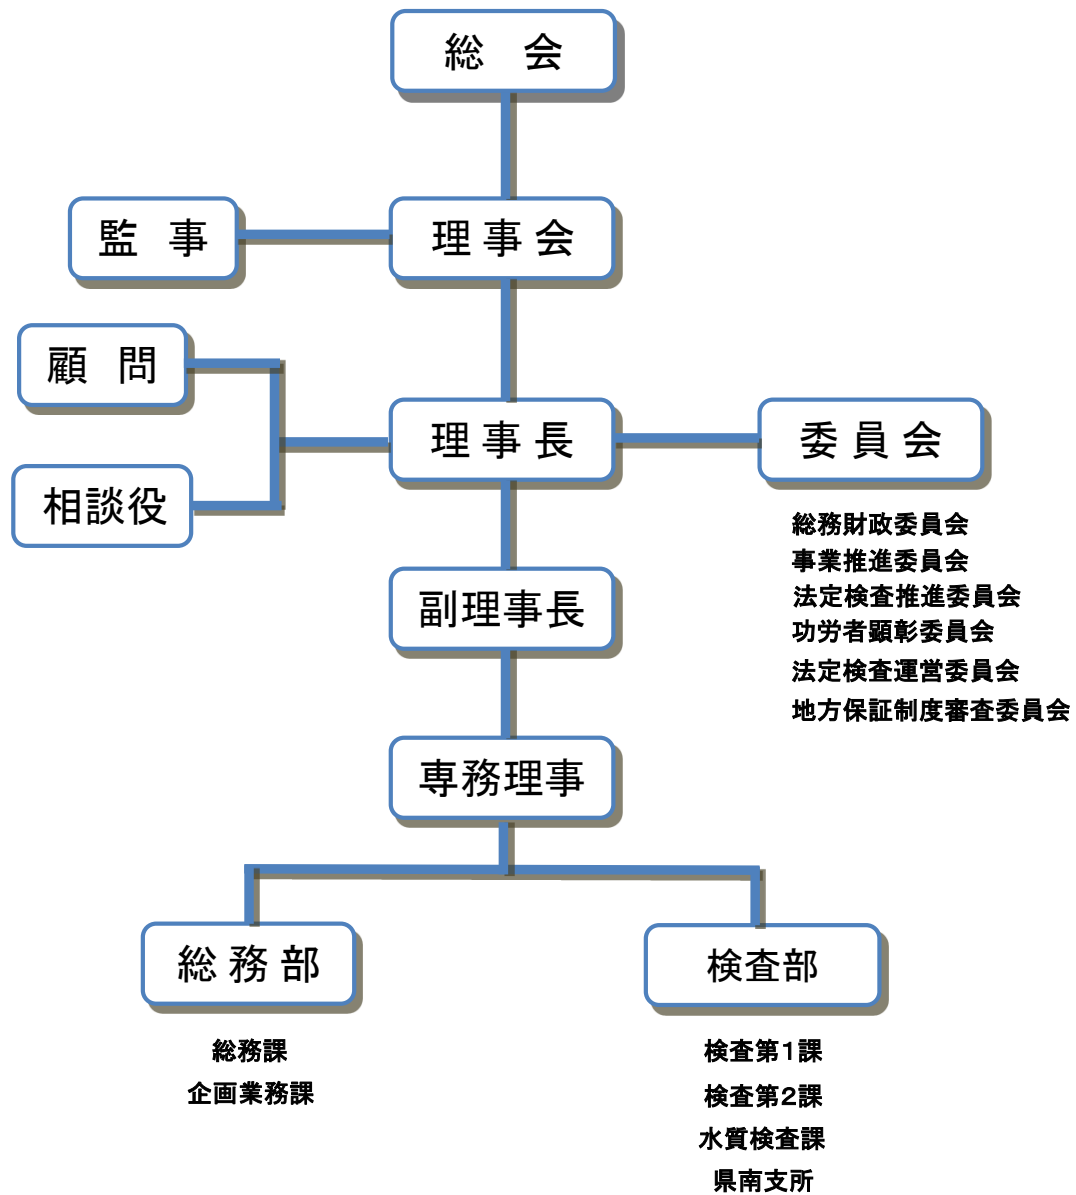 総　会
監　事
理 事 会
顧　問
理 事 長
委 員 会
相談役
総務財政委員会
事業推進委員会
法定検査推進委員会
功労者顕彰委員会
法定検査運営委員会
地方保証制度審査委員会
副理事長
専務理事
総 務 部
検査部
総務課
企画業務課
検査第１課
検査第２課
水質検査課
県南支所